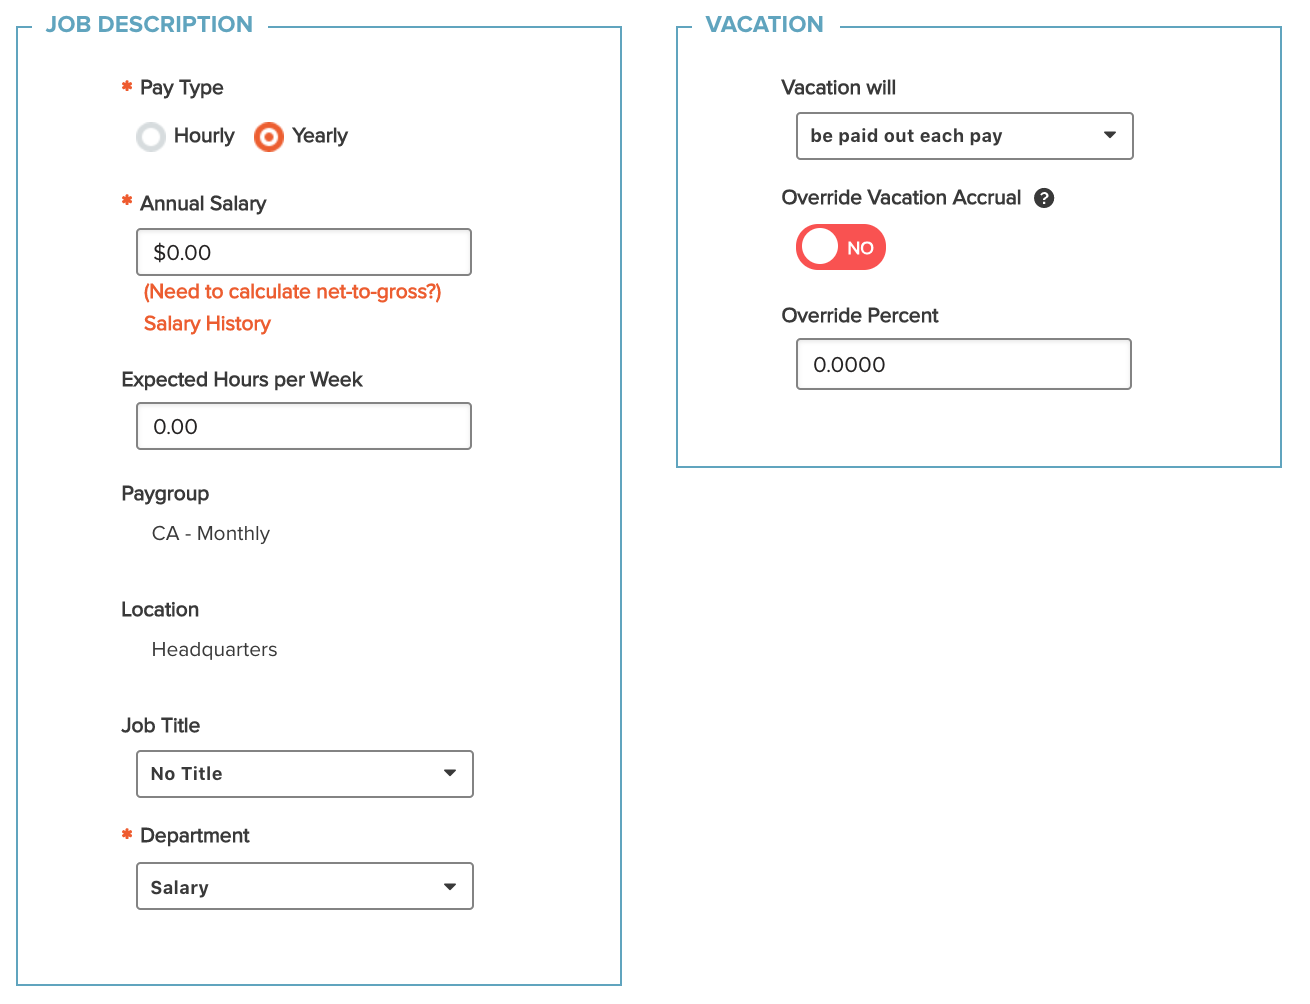 JOB DESCRIPTION
* Pay Type
Hourly Yearly
* Annual Salary
$0.00
(Need to calculate net-to-gross?)
Salary History
Expected Hours per Week
0.00
Paygroup
CA - Monthly
Location
Headquarters
Job Title
No Title
* Department
Salary
VACATION
Vacation will
be paid out each pay
Override Vacation Accrual ?
NO
Override Percent
0.0000